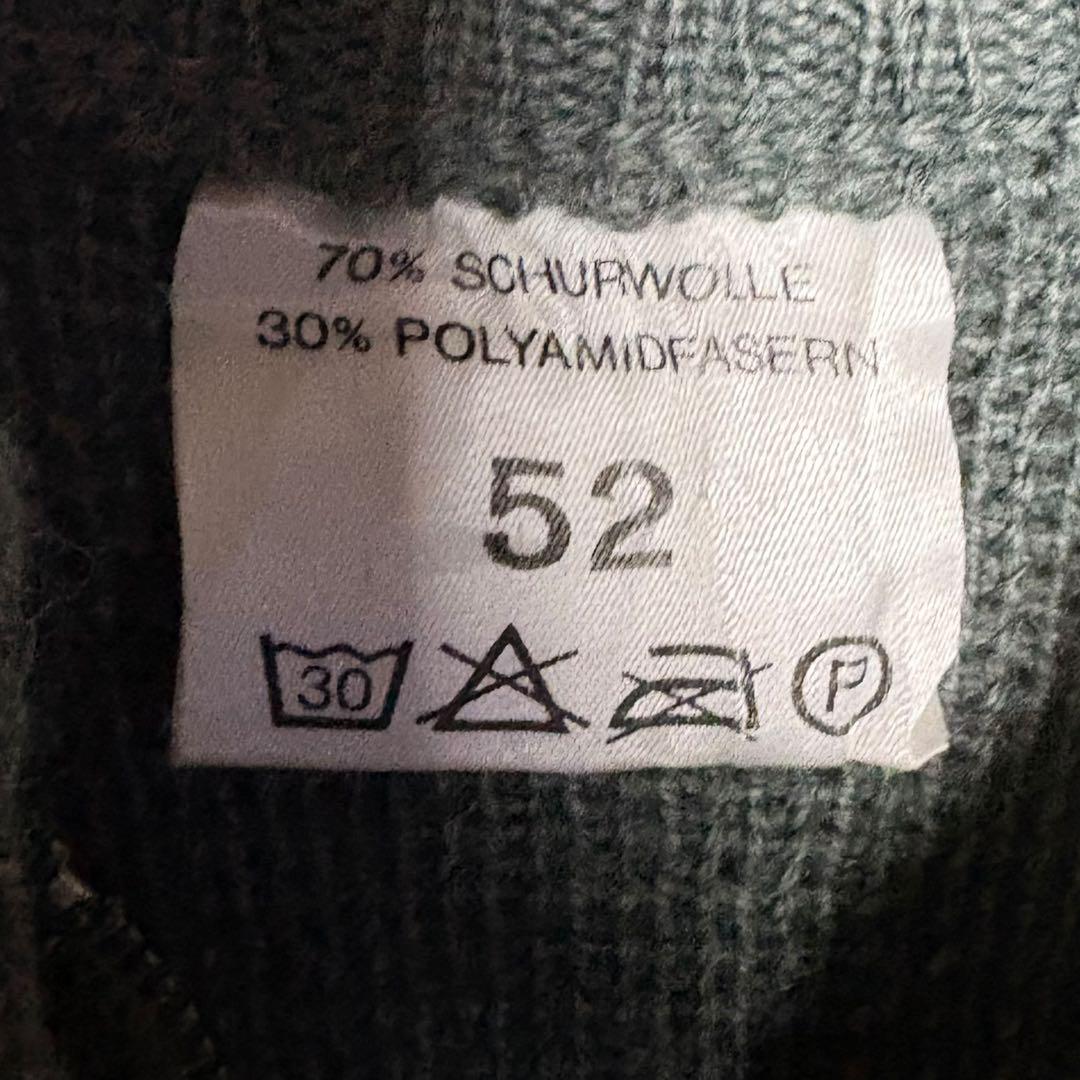 70% SCHURWOLLE
30% POLYAMIDFASERN
52
30 P